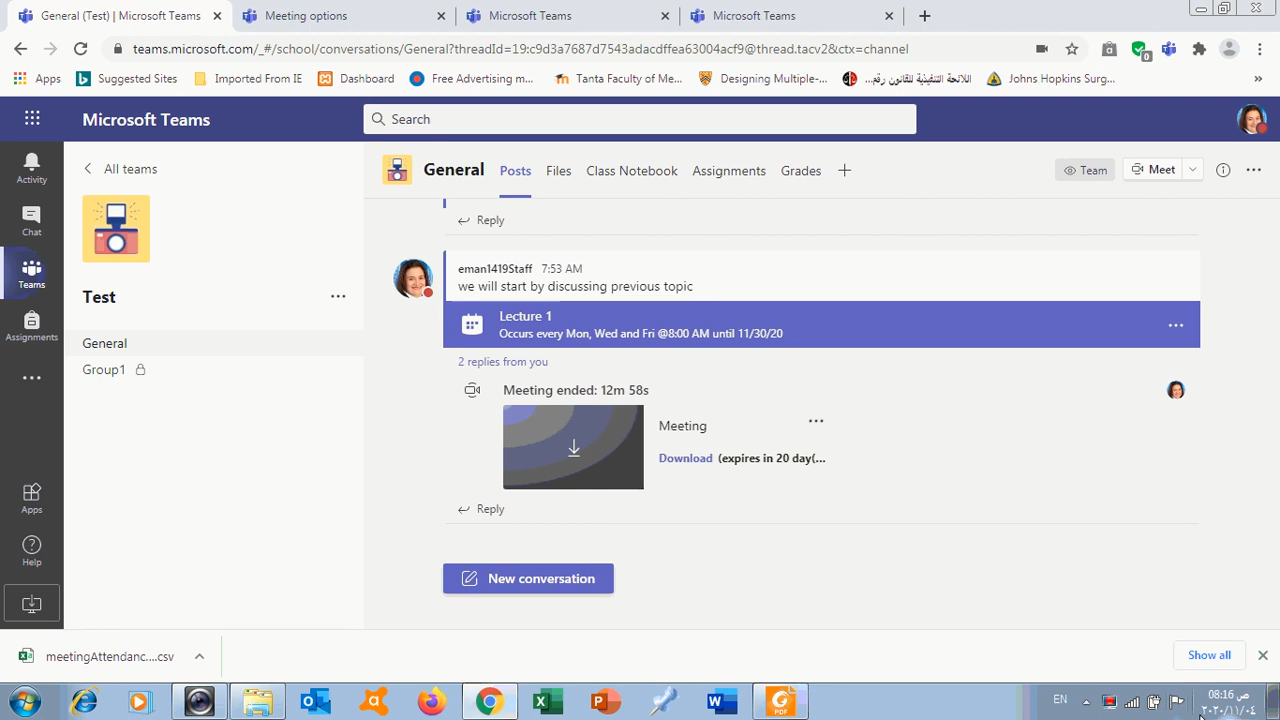 General (Test) | Microsoft Teams
Meeting options
Microsoft Teams
Microsoft Teams
teams.microsoft.com/_#/school/conversations/General?threadId=19:c9d3a7687d7543adacdffea63004acf9@thread.tacv2&ctx=channel
0
Apps
Suggested Sites
Imported From IE
Dashboard
Free Advertising m...
Tanta Faculty of Me...
Designing Multiple-...
اللائحة التنفيذية للقانون رقم...
Johns Hopkins Surg...
»
Microsoft Teams
Search
Activity
Chat
Teams
Assignments
Apps
Help
All teams
Test
General
Group1
General
Posts
Files
Class Notebook
Assignments
Grades
Team
Meet
Reply
eman1419Staff 7:53 AM
we will start by discussing previous topic
Lecture 1
Occurs every Mon, Wed and Fri @8:00 AM until 11/30/20
2 replies from you
Meeting ended: 12m 58s
Meeting
Download (expires in 20 day(...
Reply
New conversation
meetingAttendanc....csv
Show all
PDF
EN
08:16 ص
٢٠٢٠/١١/٠٤